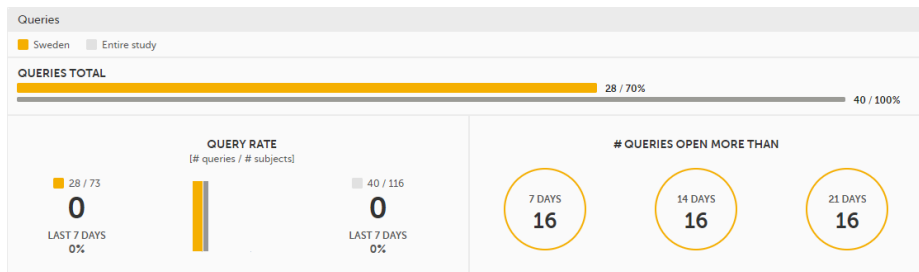 Queries
Sweden Entire study
QUERIES TOTAL
28 / 70%
40 / 100%
QUERY RATE
[# queries / # subjects]
28 / 73
0
LAST 7 DAYS
0%
40 / 116
0
LAST 7 DAYS
0%
# QUERIES OPEN MORE THAN
7 DAYS
16
14 DAYS
16
21 DAYS
16